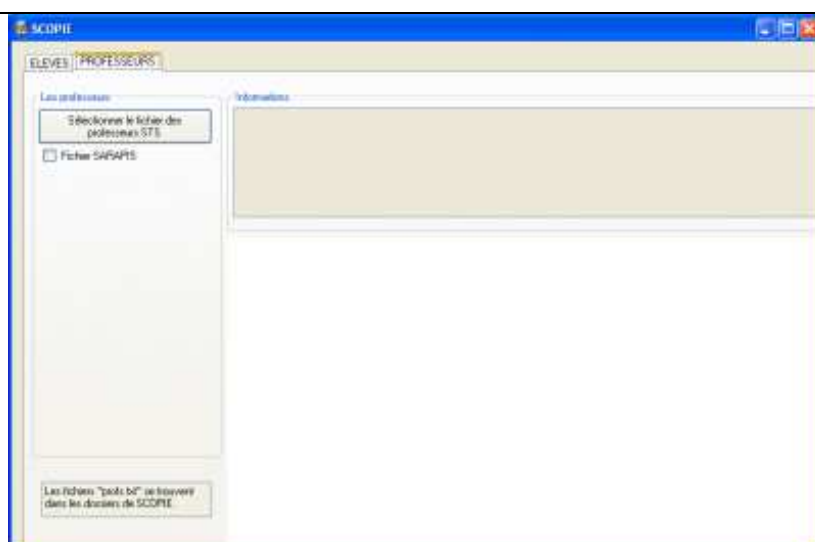 SCOPIE
ELEVES PROFESSEURS
Les professeurs
Informations
Sélectionner le fichier des
professeurs STS
Fichier SARAPIS
Les fichiers "profs.txt" se trouvent
dans les dossiers de SCOPIE